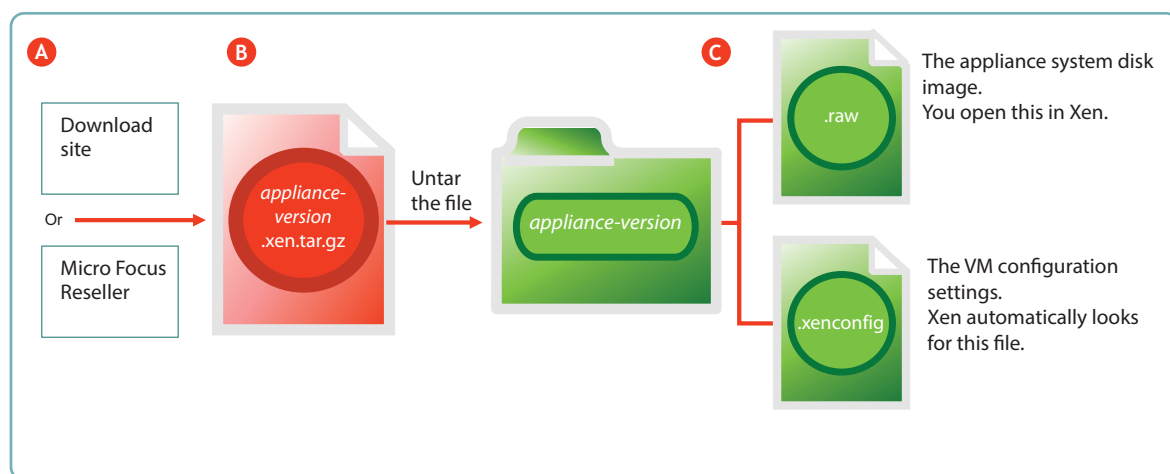 A
B
C
Download
site
Or
Micro Focus
Reseller
appliance-
version
.xen.tar.gz
Untar
the file
appliance-version
.raw
The appliance system disk
image.
You open this in Xen.
.xenconfig
The VM configuration
settings.
Xen automatically looks
for this file.